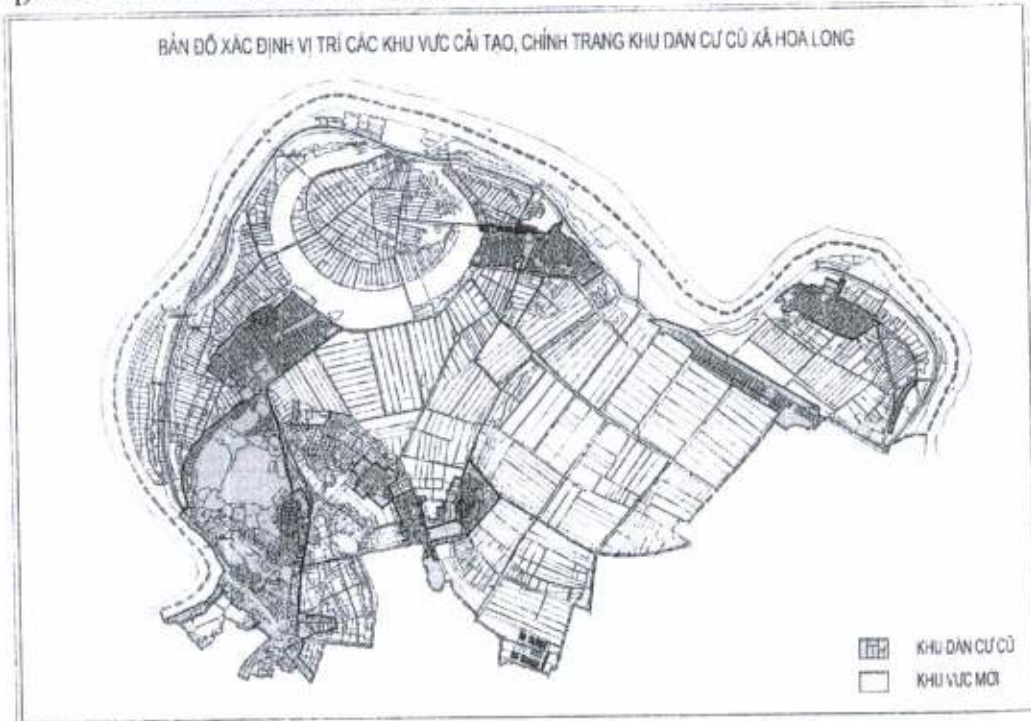 BẢN ĐỒ XÁC ĐỊNH VỊ TRÍ CÁC KHU VỰC CẢI TẠO, CHỈNH TRANG KHU DÂN CƯ CŨ XÃ HOÀ LONG
KHU DÂN CƯ CŨ
KHU VỰC MỚI